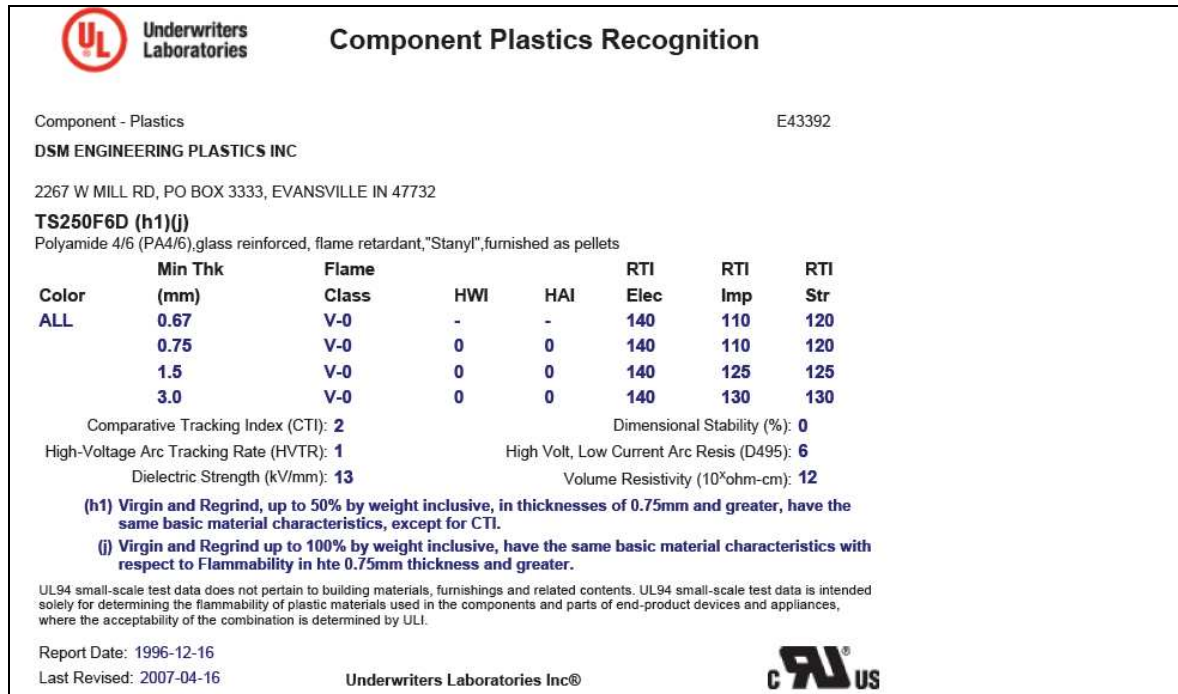 UL Underwriters
Laboratories
Component Plastics Recognition
Component - Plastics E43392
DSM ENGINEERING PLASTICS INC
2267 W MILL RD, PO BOX 3333, EVANSVILLE IN 47732
TS250F6D (h1)(j)
Polyamide 4/6 (PA4/6),glass reinforced, flame retardant,"Stanyl",furnished as pellets
Min Thk Flame RTI RTI RTI
Color (mm) Class HWI HAI Elec Imp Str
ALL 0.67 V-0 - - 140 110 120
0.75 V-0 0 0 140 110 120
1.5 V-0 0 0 140 125 125
3.0 V-0 0 0 140 130 130
Comparative Tracking Index (CTI): 2 Dimensional Stability (%): 0
High-Voltage Arc Tracking Rate (HVTR): 1 High Volt, Low Current Arc Resis (D495): 6
Dielectric Strength (kV/mm): 13 Volume Resistivity (10ˣohm-cm): 12
(h1) Virgin and Regrind, up to 50% by weight inclusive, in thicknesses of 0.75mm and greater, have the
same basic material characteristics, except for CTI.
(j) Virgin and Regrind up to 100% by weight inclusive, have the same basic material characteristics with
respect to Flammability in hte 0.75mm thickness and greater.
UL94 small-scale test data does not pertain to building materials, furnishings and related contents. UL94 small-scale test data is intended
solely for determining the flammability of plastic materials used in the components and parts of end-product devices and appliances,
where the acceptability of the combination is determined by ULI.
Report Date: 1996-12-16
Last Revised: 2007-04-16 Underwriters Laboratories Inc® c RU® US